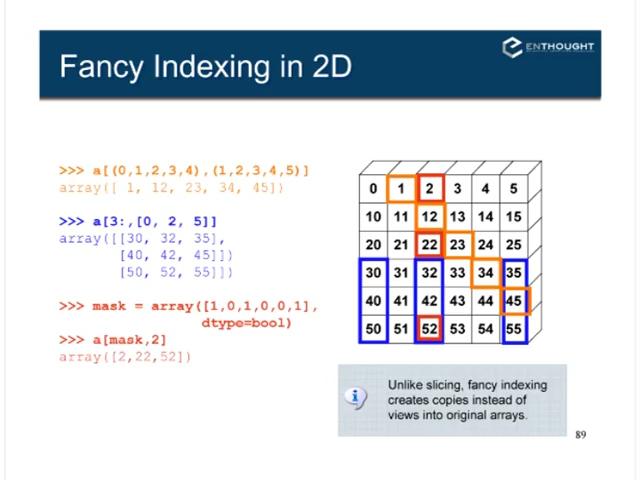 ENTHOUGHT
Fancy Indexing in 2D
>>> a[(0,1,2,3,4),(1,2,3,4,5)]
array([ 1, 12, 23, 34, 45])
>>> a[3:,[0, 2, 5]]
array([[30, 32, 35],
[40, 42, 45]])
[50, 52, 55]])
>>> mask = array([1,0,1,0,0,1],
dtype=bool)
>>> a[mask,2]
array([2,22,52])
0 1 2 3 4 5
10 11 12 13 14 15
20 21 22 23 24 25
30 31 32 33 34 35
40 41 42 43 44 45
50 51 52 53 54 55
Unlike slicing, fancy indexing
creates copies instead of
views into original arrays.
89